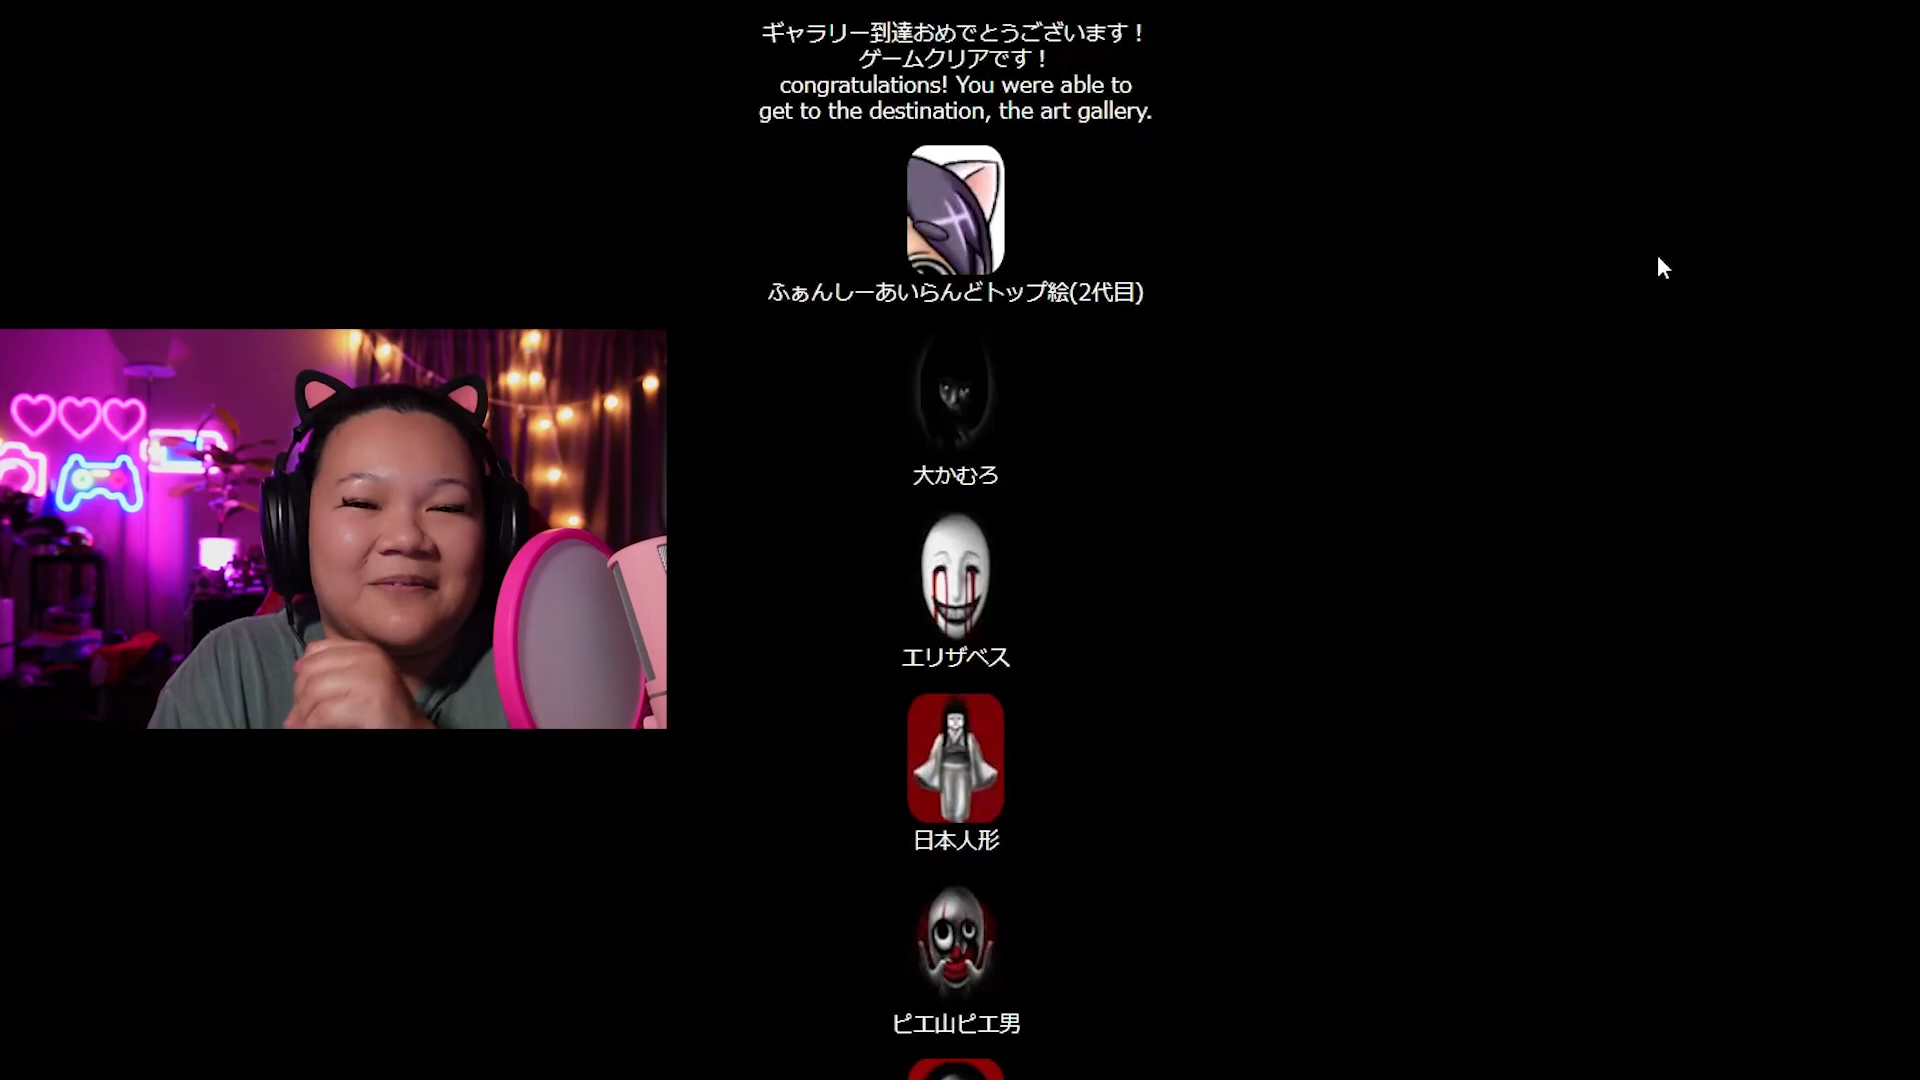 ギャラリー到達おめでとうございます！
ゲームクリアです！
congratulations! You were able to
get to the destination, the art gallery.
ふぁんしーあいらんどトップ絵(2代目)
大かむろ
エリザベス
日本人形
ピエ山ピエ男